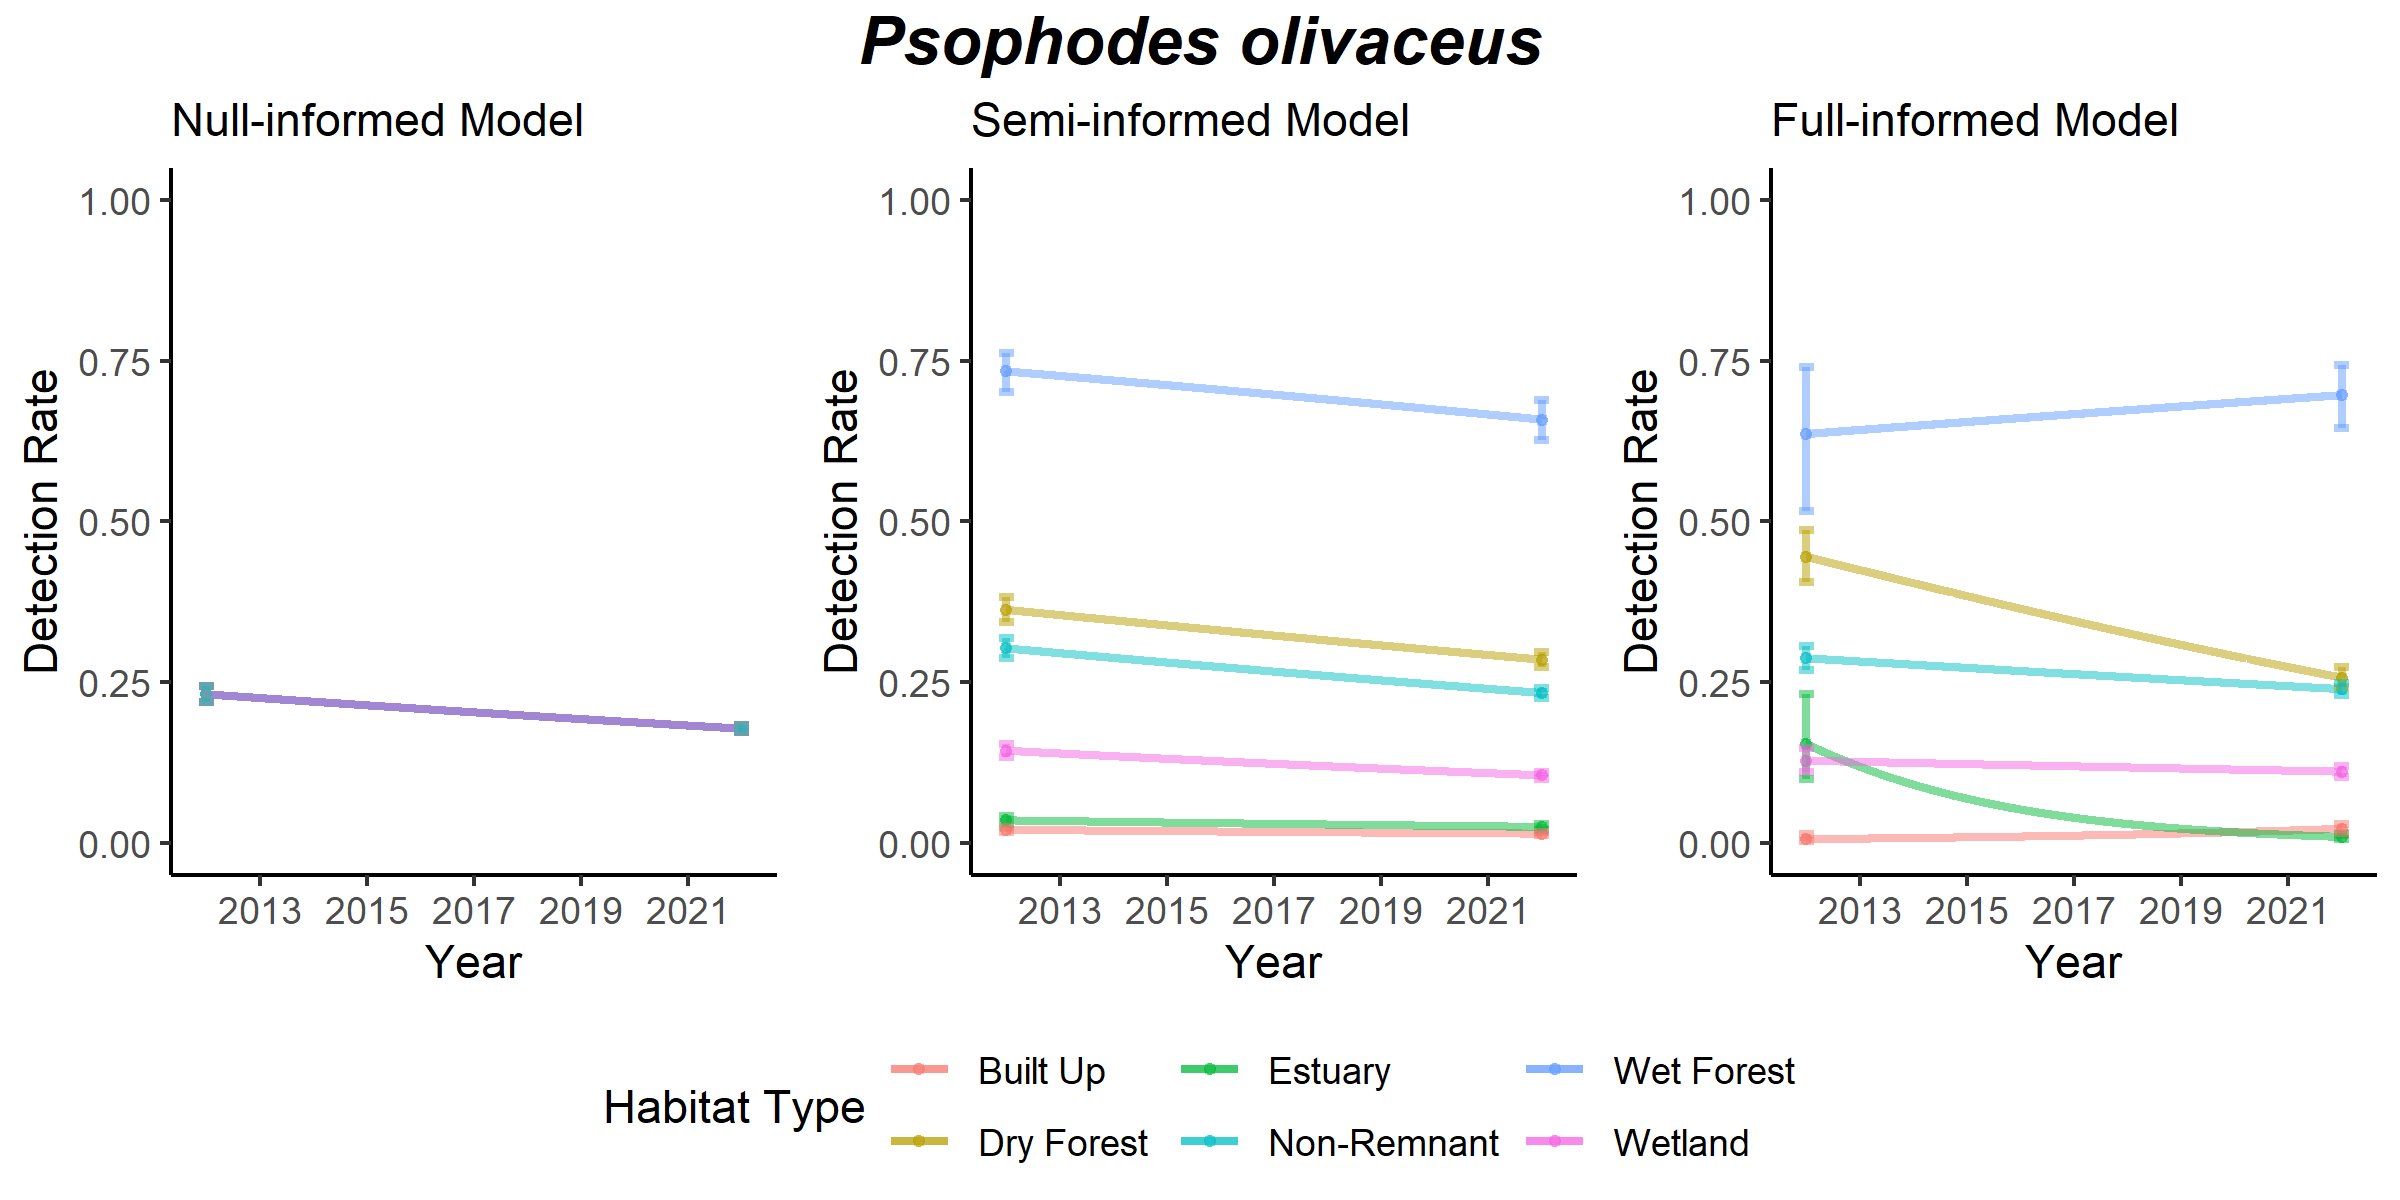 Psophodes olivaceus
Null-informed Model
Semi-informed Model
Full-informed Model
Detection Rate
1.00
0.75
0.50
0.25
0.00
2013 2015 2017 2019 2021
Year
Detection Rate
1.00
0.75
0.50
0.25
0.00
2013 2015 2017 2019 2021
Year
Detection Rate
1.00
0.75
0.50
0.25
0.00
2013 2015 2017 2019 2021
Year
Habitat Type
Built Up
Estuary
Wet Forest
Dry Forest
Non-Remnant
Wetland